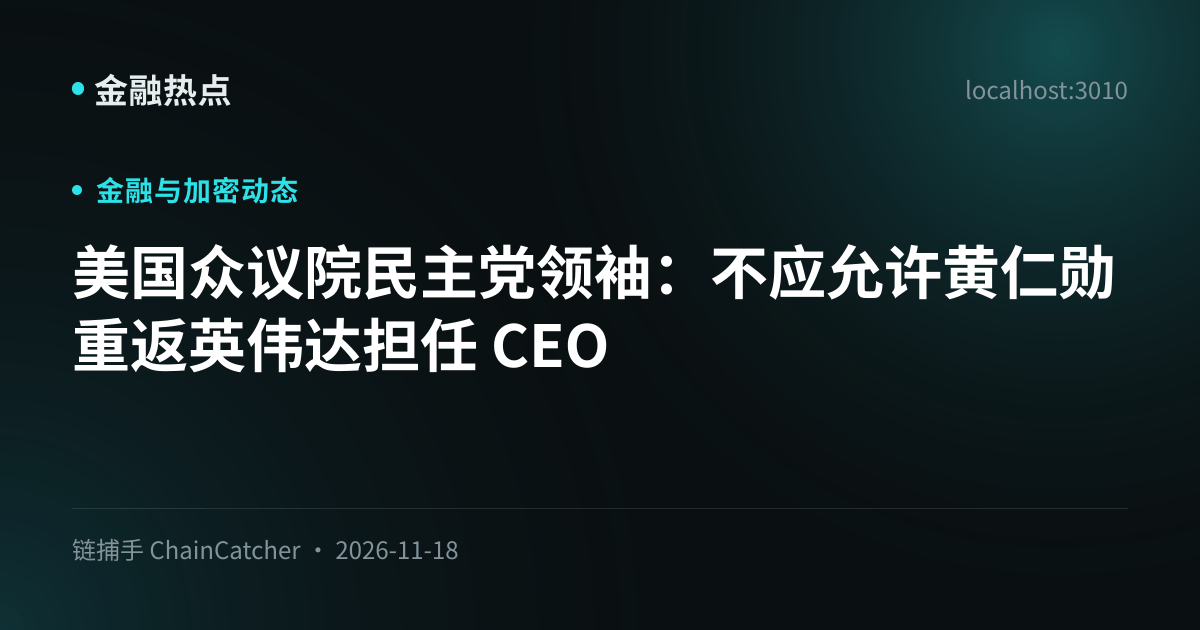 金融热点
localhost:3010
金融与加密动态
美国众议院民主党领袖：不应允许黄仁勋
重返英伟达担任 CEO
链捕手 ChainCatcher • 2026-11-18